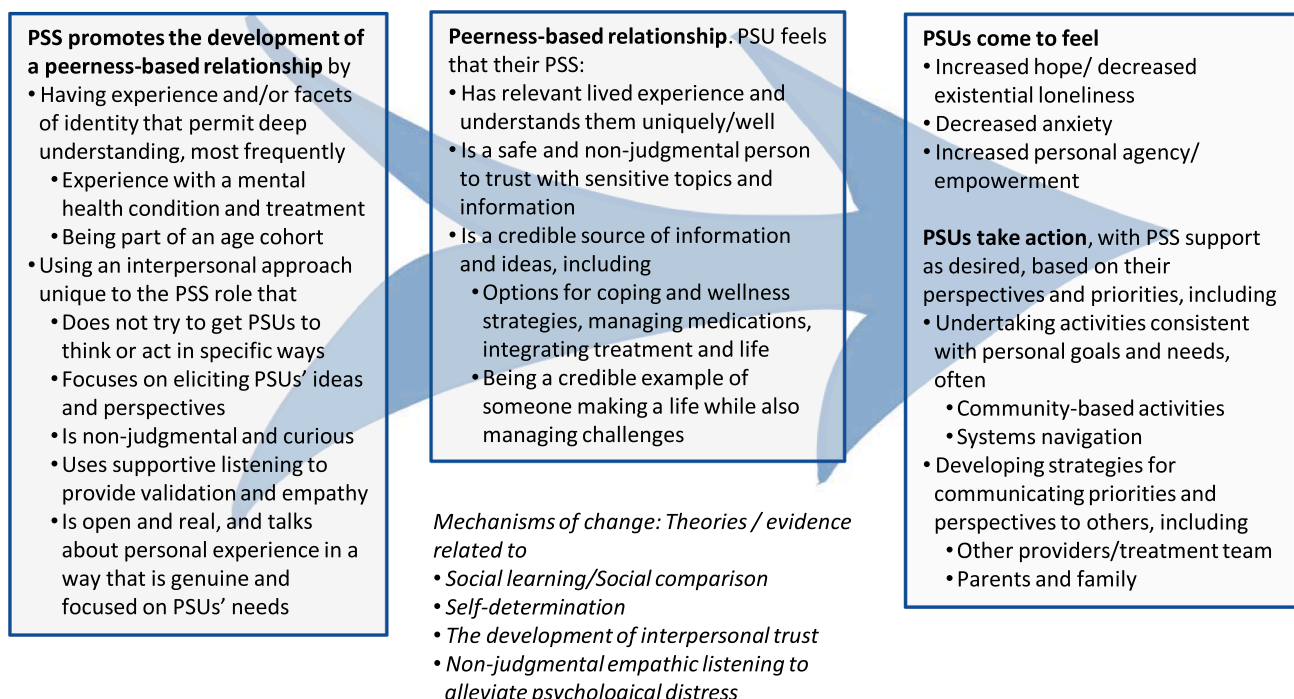 PSS promotes the development of
a peerness-based relationship by
• Having experience and/or facets
of identity that permit deep
understanding, most frequently
• Experience with a mental
health condition and treatment
• Being part of an age cohort
• Using an interpersonal approach
unique to the PSS role that
• Does not try to get PSUs to
think or act in specific ways
• Focuses on eliciting PSUs’ ideas
and perspectives
• Is non-judgmental and curious
• Uses supportive listening to
provide validation and empathy
• Is open and real, and talks
about personal experience in a
way that is genuine and
focused on PSUs’ needs
Peerness-based relationship. PSU feels
that their PSS:
• Has relevant lived experience and
understands them uniquely/well
• Is a safe and non-judgmental person
to trust with sensitive topics and
information
• Is a credible source of information
and ideas, including
• Options for coping and wellness
strategies, managing medications,
integrating treatment and life
• Being a credible example of
someone making a life while also
managing challenges
Mechanisms of change: Theories / evidence
related to
• Social learning/Social comparison
• Self-determination
• The development of interpersonal trust
• Non-judgmental empathic listening to
alleviate psychological distress
PSUs come to feel
• Increased hope/ decreased
existential loneliness
• Decreased anxiety
• Increased personal agency/
empowerment
PSUs take action, with PSS support
as desired, based on their
perspectives and priorities, including
• Undertaking activities consistent
with personal goals and needs,
often
• Community-based activities
• Systems navigation
• Developing strategies for
communicating priorities and
perspectives to others, including
• Other providers/treatment team
• Parents and family